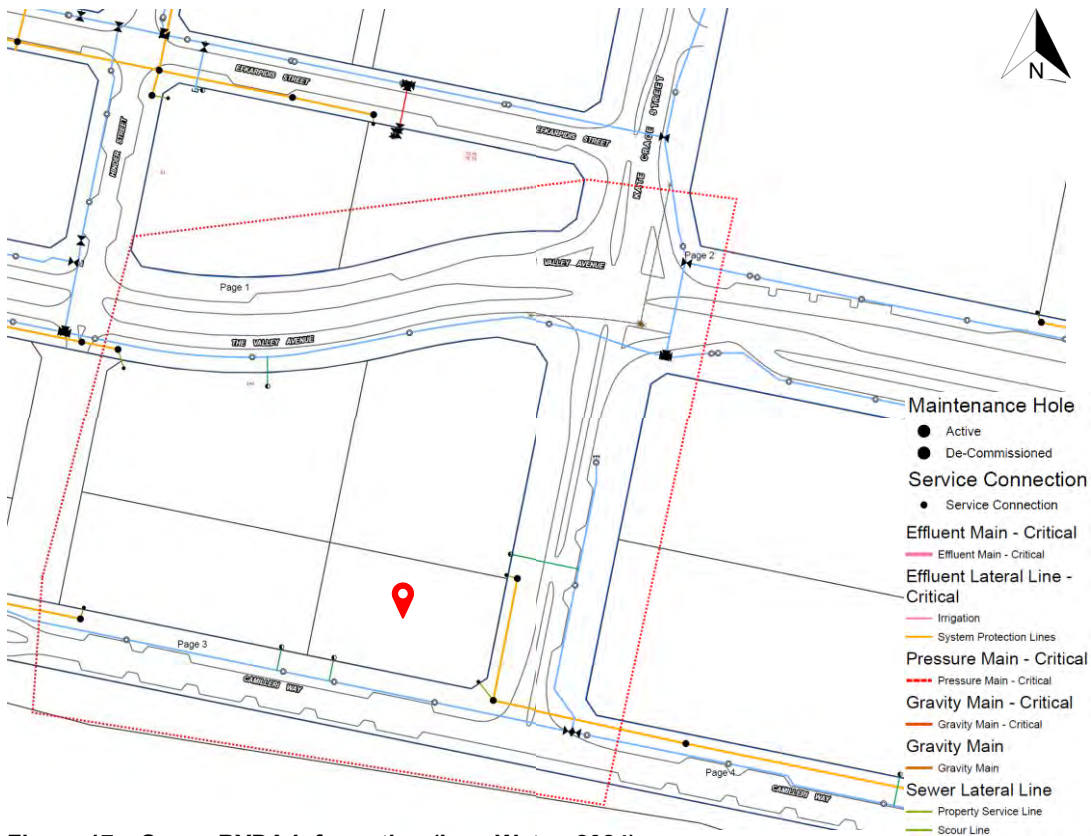 N
EFKARPIDIS STREET
EFKARPIDIS STREET
KATE CRACE STREET
HINDER STREET
VALLEY AVENUE
Page 1
Page 2
THE VALLEY AVENUE
Page 3
CAMILLERI WAY
Page 4
CAMILLERI WAY
Maintenance Hole
Active
De-Commissioned
Service Connection
Service Connection
Effluent Main - Critical
Effluent Main - Critical
Effluent Lateral Line -
Critical
Irrigation
System Protection Lines
Pressure Main - Critical
Pressure Main - Critical
Gravity Main - Critical
Gravity Main - Critical
Gravity Main
Gravity Main
Sewer Lateral Line
Property Service Line
Scour Line